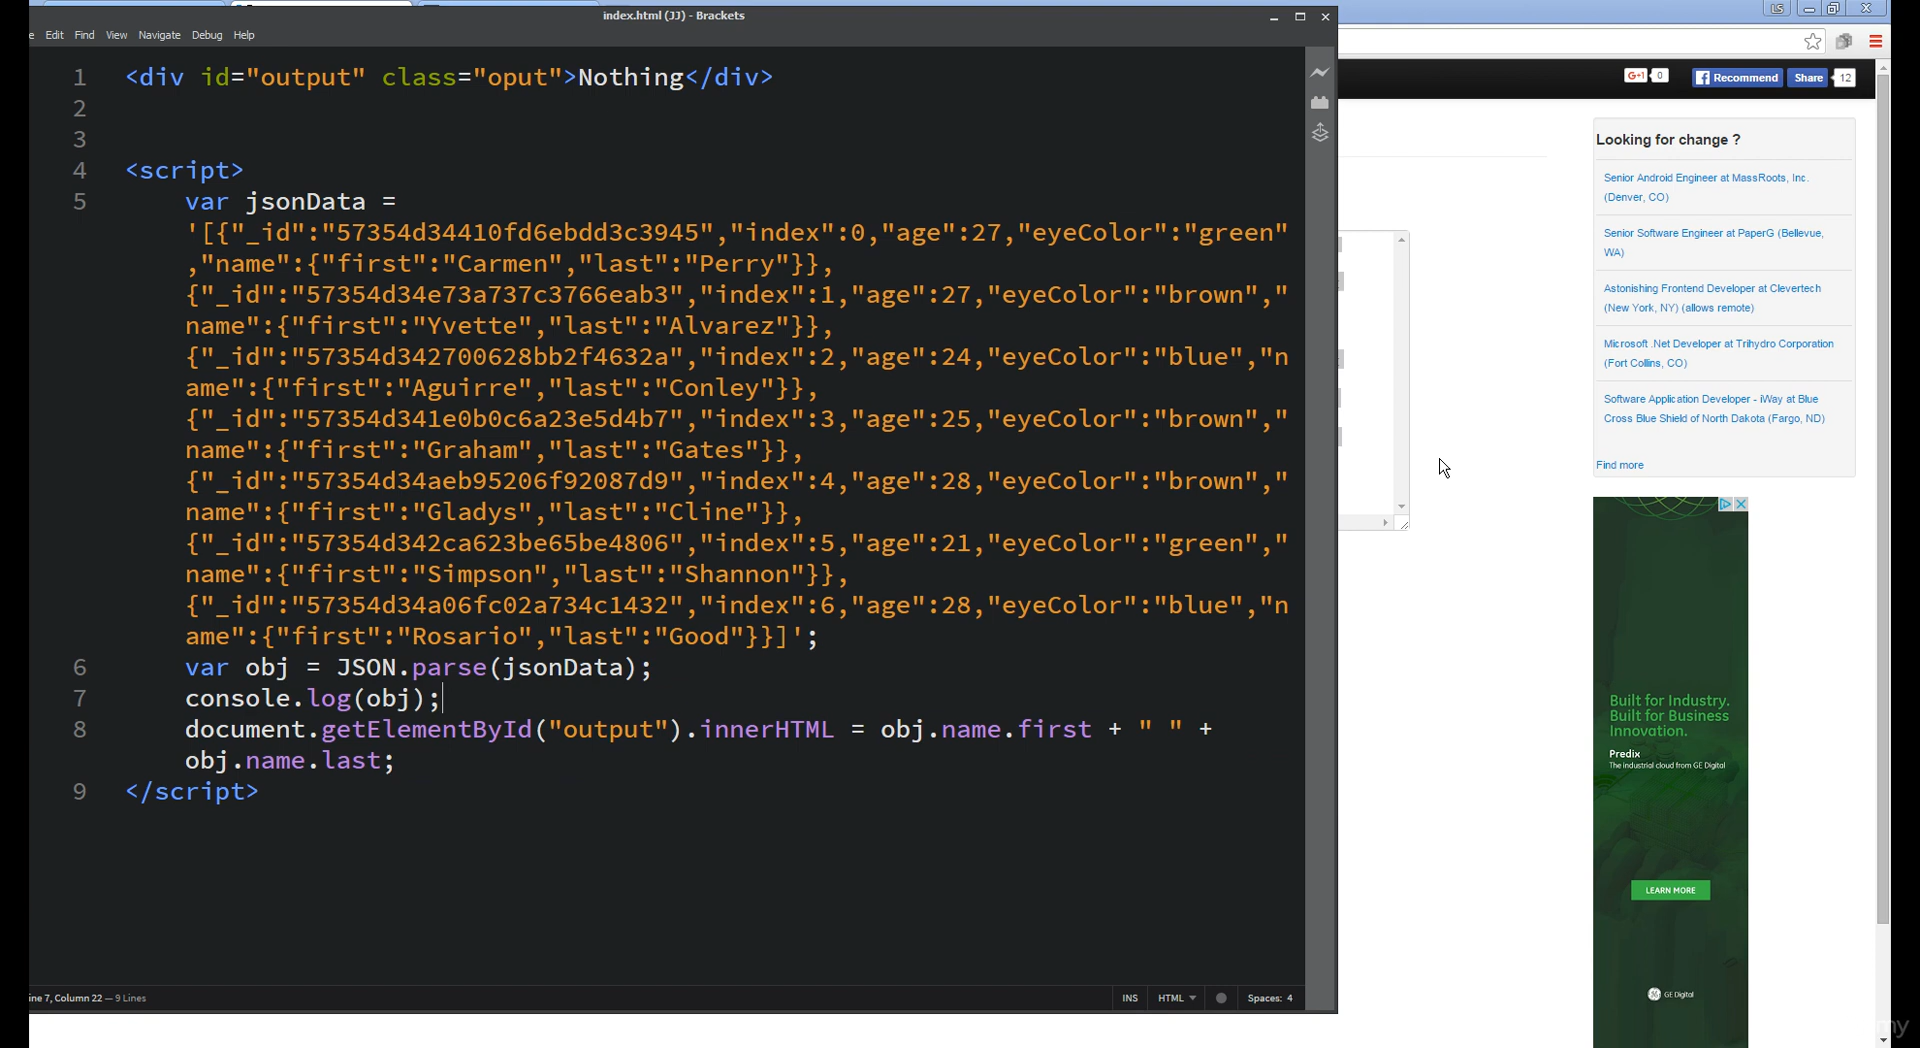 index.html (JJ) - Brackets
LS
Edit Find View Navigate Debug Help
1 <div id="output" class="oput">Nothing</div>
2
3
4 <script>
5 var jsonData =
'[{"_id":"57354d34410fd6ebdd3c3945","index":0,"age":27,"eyeColor":"green"
,"name":{"first":"Carmen","last":"Perry"}},
{"_id":"57354d34e73a737c3766eab3","index":1,"age":27,"eyeColor":"brown","
name":{"first":"Yvette","last":"Alvarez"}},
{"_id":"57354d342700628bb2f4632a","index":2,"age":24,"eyeColor":"blue","n
ame":{"first":"Aguirre","last":"Conley"}},
{"_id":"57354d341e0b0c6a23e5d4b7","index":3,"age":25,"eyeColor":"brown","
name":{"first":"Graham","last":"Gates"}},
{"_id":"57354d34aeb95206f92087d9","index":4,"age":28,"eyeColor":"brown","
name":{"first":"Gladys","last":"Cline"}},
{"_id":"57354d342ca623be65be4806","index":5,"age":21,"eyeColor":"green","
name":{"first":"Simpson","last":"Shannon"}},
{"_id":"57354d34a06fc02a734c1432","index":6,"age":28,"eyeColor":"blue","n
ame":{"first":"Rosario","last":"Good"}}]';
6 var obj = JSON.parse(jsonData);
7 console.log(obj);
8 document.getElementById("output").innerHTML = obj.name.first + " " +
obj.name.last;
9 </script>
ine 7, Column 22 — 9 Lines
INS HTML Spaces: 4
G+1 0 Recommend Share 12
Looking for change ?
Senior Android Engineer at MassRoots, Inc.
(Denver, CO)
Senior Software Engineer at PaperG (Bellevue,
WA)
Astonishing Frontend Developer at Clevertech
(New York, NY) (allows remote)
Microsoft .Net Developer at Trihydro Corporation
(Fort Collins, CO)
Software Application Developer - iWay at Blue
Cross Blue Shield of North Dakota (Fargo, ND)
Find more
Built for Industry.
Built for Business
Innovation.
Predix
The industrial cloud from GE Digital
LEARN MORE
GE Digital
my